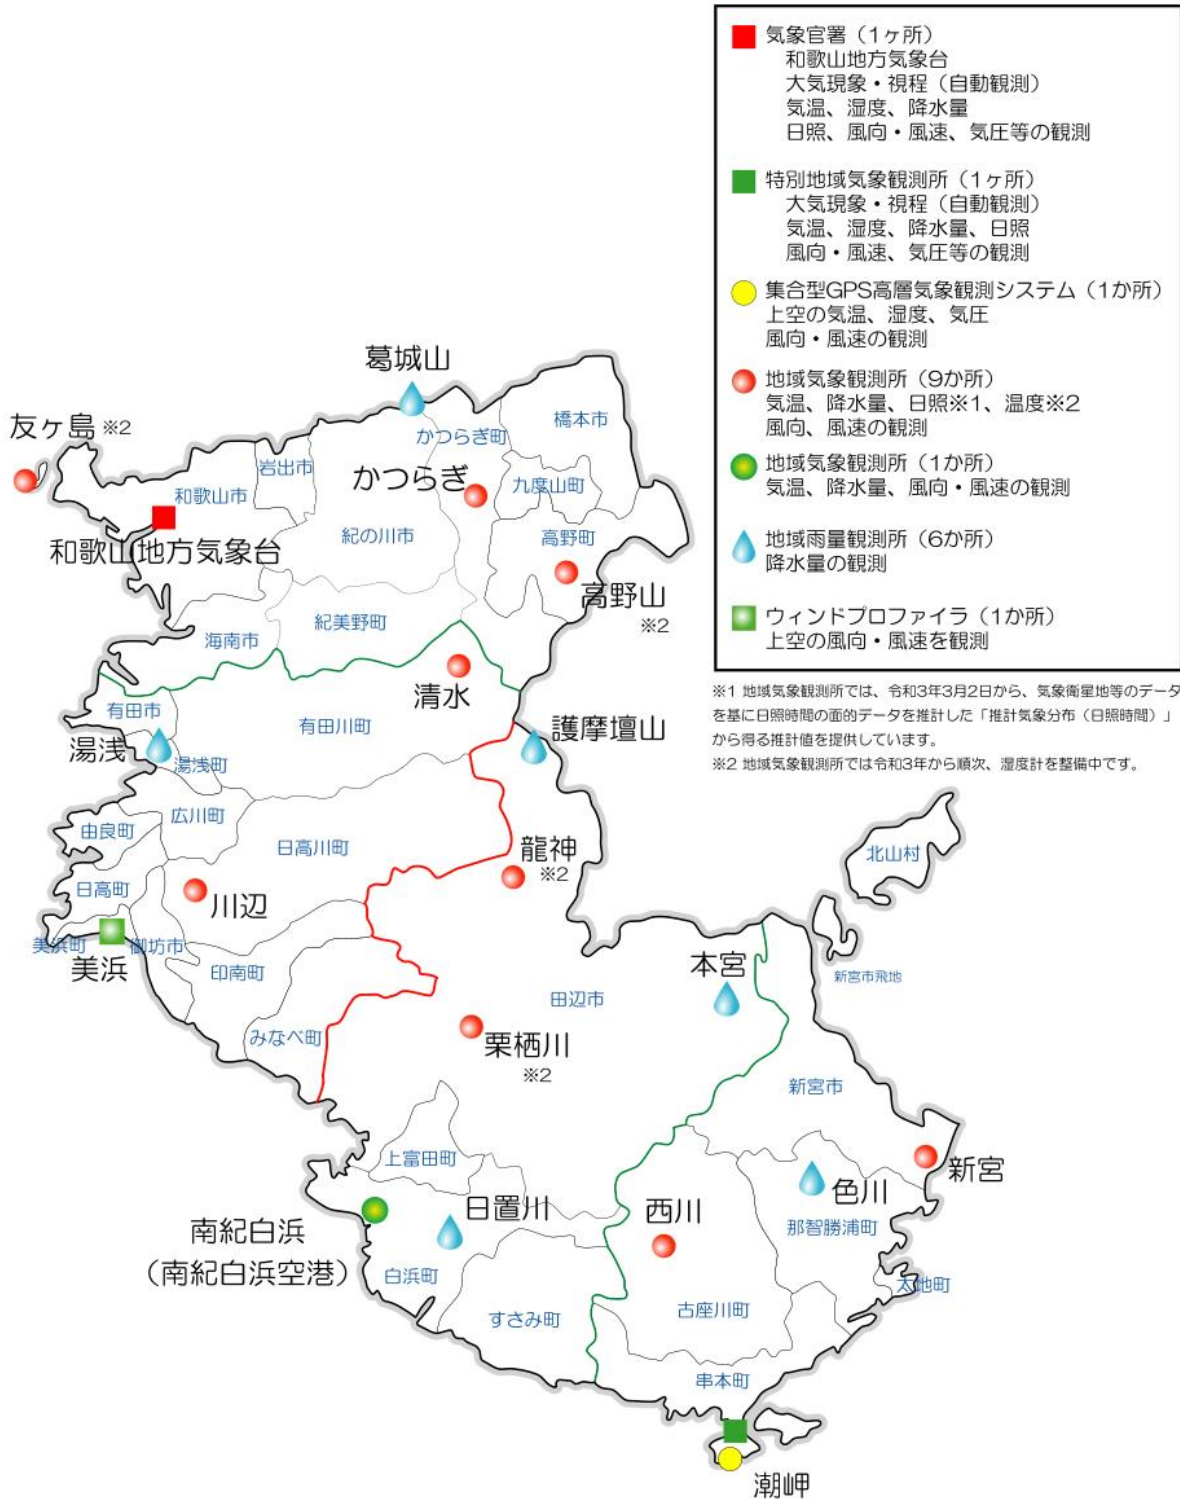 気象官署（1ヶ所）
和歌山地方気象台
大気現象・視程（自動観測）
気温、湿度、降水量
日照、風向・風速、気圧等の観測
特別地域気象観測所（1ヶ所）
大気現象・視程（自動観測）
気温、湿度、降水量、日照
風向・風速、気圧等の観測
集合型GPS高層気象観測システム（1か所）
上空の気温、湿度、気圧
風向・風速の観測
地域気象観測所（9か所）
気温、降水量、日照※1、温度※2
風向、風速の観測
地域気象観測所（1か所）
気温、降水量、風向・風速の観測
地域雨量観測所（6か所）
降水量の観測
ウィンドプロファイラ（1か所）
上空の風向・風速を観測
※1 地域気象観測所では、令和3年3月2日から、気象衛星地等のデータ
を基に日照時間の面的データを推計した「推計気象分布（日照時間）」
から得る推計値を提供しています。
※2 地域気象観測所では令和3年から順次、湿度計を整備中です。
葛城山
友ヶ島 ※2
橋本市
かつらぎ町
岩出市
かつらぎ
九度山町
和歌山市
紀の川市
高野町
和歌山地方気象台
高野山
※2
紀美野町
海南市
清水
有田市
有田川町
護摩壇山
湯浅
湯浅町
広川町
由良町
日高川町
龍神
※2
北山村
日高町
川辺
美浜町
御坊市
美浜
印南町
本宮
新宮市飛地
田辺市
みなべ町
栗栖川
※2
新宮市
上富田町
新宮
色川
日置川
西川
南紀白浜
（南紀白浜空港）
那智勝浦町
白浜町
太地町
すさみ町
古座川町
串本町
潮岬